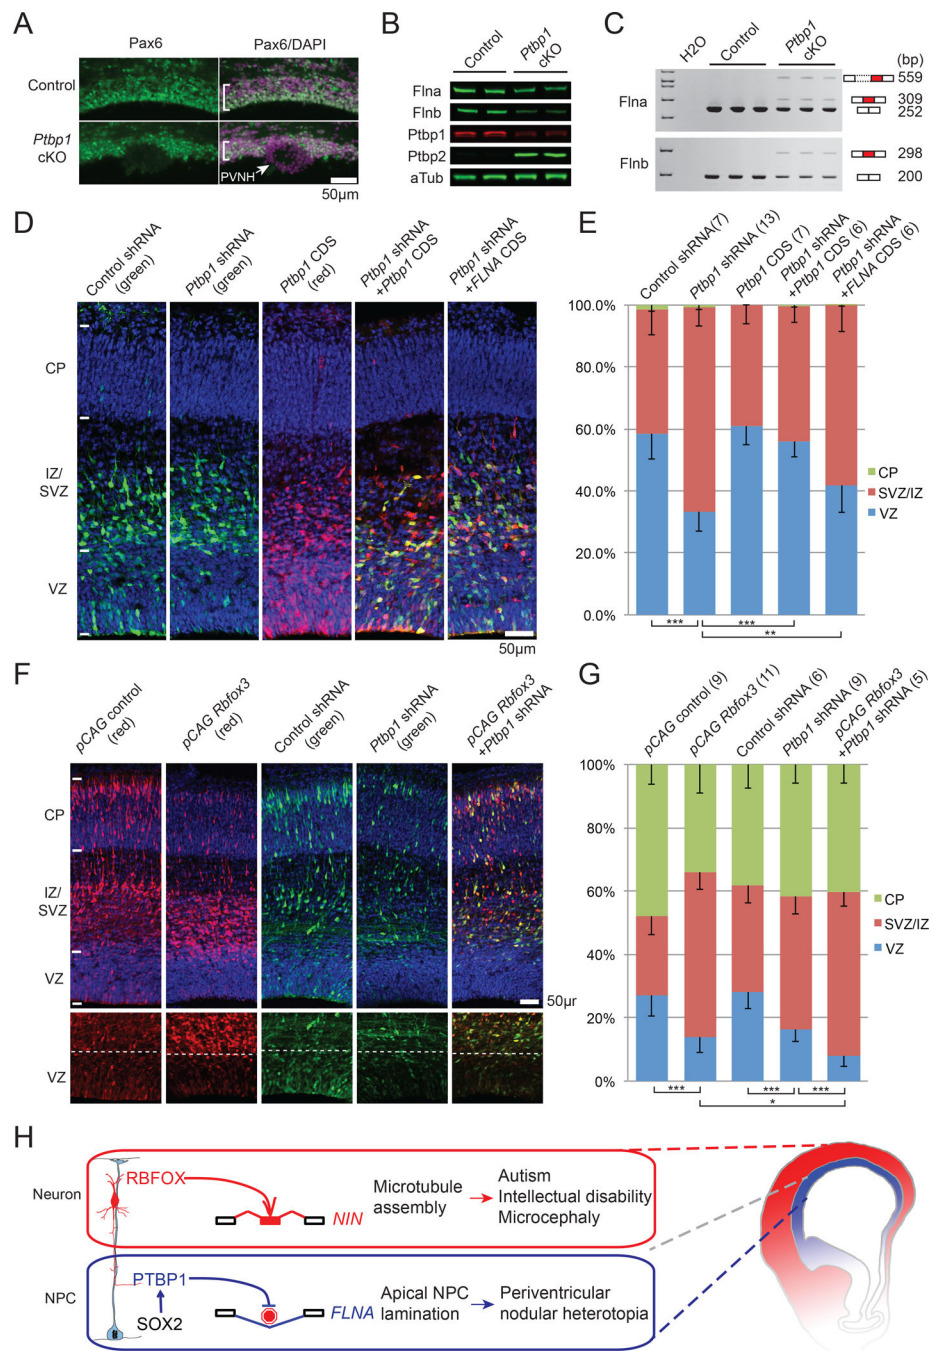 A
Pax6
Pax6/DAPI
Control
Ptbp1
cKO
PVNH
50μm
B
Control
Ptbp1
cKO
Flna
Flnb
Ptbp1
Ptbp2
aTub
C
H2O
Control
Ptbp1
cKO
(bp)
Flna
559
309
252
Flnb
298
200
D
Control shRNA
(green)
Ptbp1 shRNA
(green)
Ptbp1 CDS
(red)
Ptbp1 shRNA
+Ptbp1 CDS
Ptbp1 shRNA
+FLNA CDS
CP
IZ/
SVZ
VZ
50μm
E
Control shRNA(7)
Ptbp1 shRNA (13)
Ptbp1 CDS (7)
Ptbp1 shRNA
+Ptbp1 CDS (6)
Ptbp1 shRNA
+FLNA CDS (6)
100.0%
80.0%
60.0%
40.0%
20.0%
0.0%
CP
SVZ/IZ
VZ
***
***
**
F
pCAG control
(red)
pCAG Rbfox3
(red)
Control shRNA
(green)
Ptbp1 shRNA
(green)
pCAG Rbfox3
+Ptbp1 shRNA
CP
IZ/
SVZ
VZ
50μr
VZ
G
pCAG control (9)
pCAG Rbfox3 (11)
Control shRNA (6)
Ptbp1 shRNA (9)
pCAG Rbfox3
+Ptbp1 shRNA (5)
100%
80%
60%
40%
20%
0%
CP
SVZ/IZ
VZ
***
***
***
*
H
Neuron
RBFOX
NIN
Microtubule
assembly
Autism
Intellectual disability
Microcephaly
NPC
PTBP1
SOX2
FLNA
Apical NPC
lamination
Periventricular
nodular heterotopia